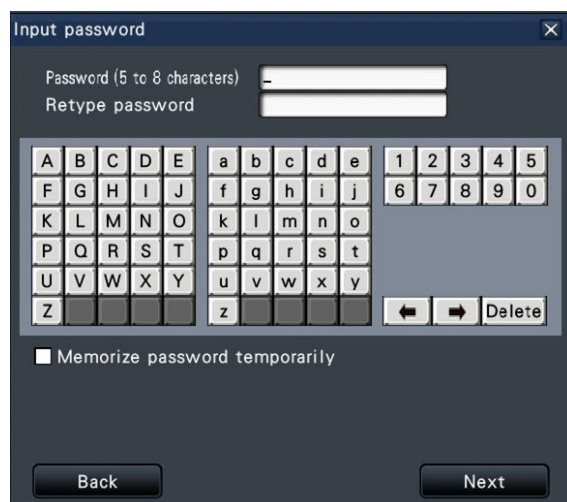 Input password
Password (5 to 8 characters)
Retype password
A B C D E a b c d e 1 2 3 4 5
F G H I J f g h i j 6 7 8 9 0
K L M N O k l m n o
P Q R S T p q r s t
U V W X Y u v w x y
Z z Delete
Memorize password temporarily
Back Next